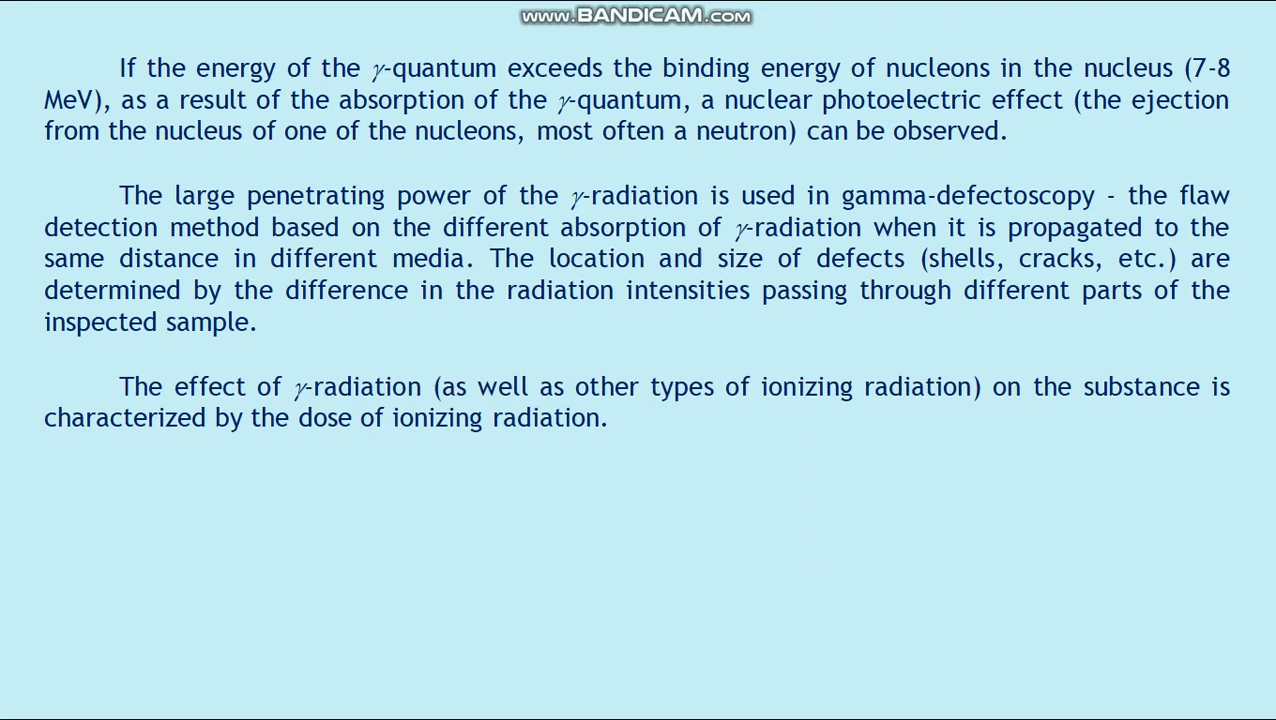 www.BANDICAM.com
If the energy of the γ-quantum exceeds the binding energy of nucleons in the nucleus (7-8
MeV), as a result of the absorption of the γ-quantum, a nuclear photoelectric effect (the ejection
from the nucleus of one of the nucleons, most often a neutron) can be observed.
The large penetrating power of the γ-radiation is used in gamma-defectoscopy - the flaw
detection method based on the different absorption of γ-radiation when it is propagated to the
same distance in different media. The location and size of defects (shells, cracks, etc.) are
determined by the difference in the radiation intensities passing through different parts of the
inspected sample.
The effect of γ-radiation (as well as other types of ionizing radiation) on the substance is
characterized by the dose of ionizing radiation.